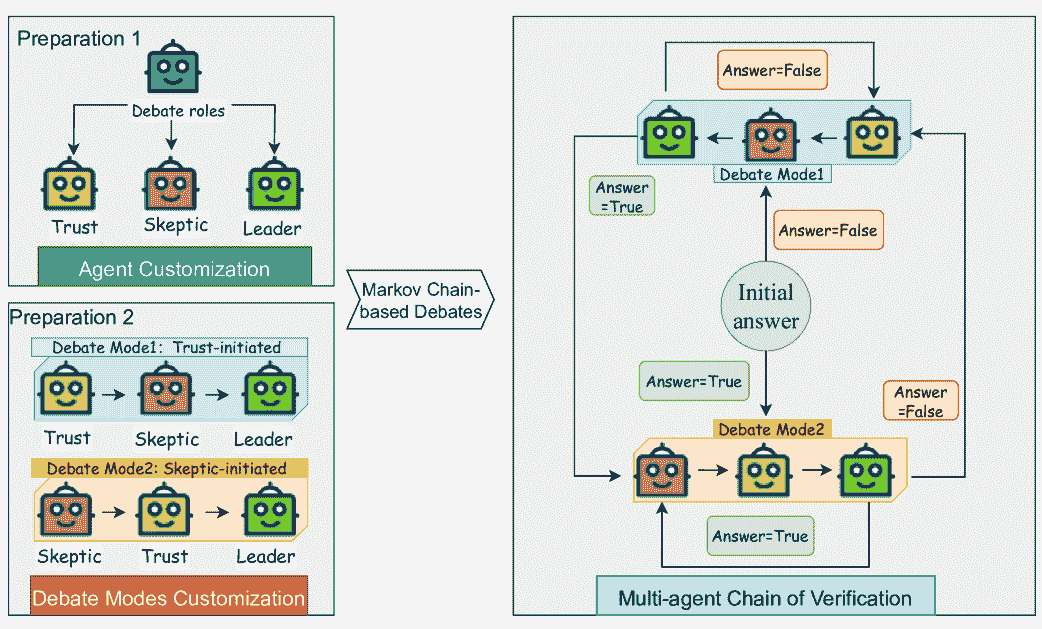 Preparation 1
Debate roles
Trust
Skeptic
Leader
Agent Customization
Preparation 2
Debate Mode1: Trust-initiated
Trust
Skeptic
Leader
Debate Mode2: Skeptic-initiated
Skeptic
Trust
Leader
Debate Modes Customization
Markov Chain-
based Debates
Answer=False
Debate Mode1
Answer
=True
Answer=False
Initial
answer
Answer=True
Answer
=False
Debate Mode2
Answer=True
Multi-agent Chain of Verification